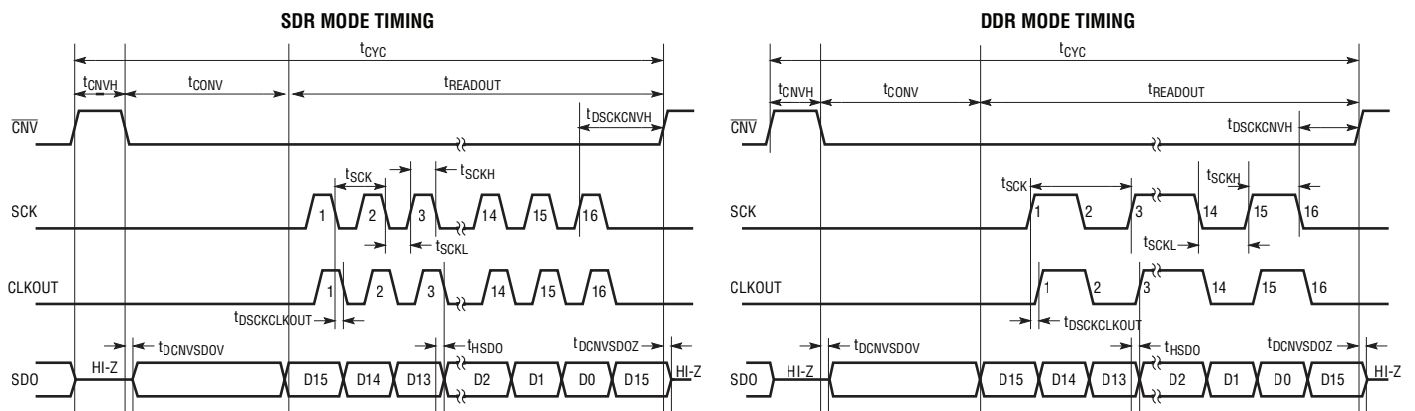 SDR MODE TIMING
tCYC
tCNVH tCONV tREADOUT
CNV tDSCKCNVH
tSCK tSCKH
SCK 1 2 3 14 15 16
tSCKL
CLKOUT 1 2 3 14 15 16
tDSCKCLKOUT
tDCNVSDOV tHSDO tDCNVSDOZ
SDO HI-Z D15 D14 D13 D2 D1 D0 D15 HI-Z
DDR MODE TIMING
tCYC
tCNVH tCONV tREADOUT
CNV tDSCKCNVH
tSCK tSCKH
SCK 1 2 3 14 15 16
tSCKL
CLKOUT 1 2 3 14 15 16
tDSCKCLKOUT
tDCNVSDOV tHSDO tDCNVSDOZ
SDO HI-Z D15 D14 D13 D2 D1 D0 D15 HI-Z